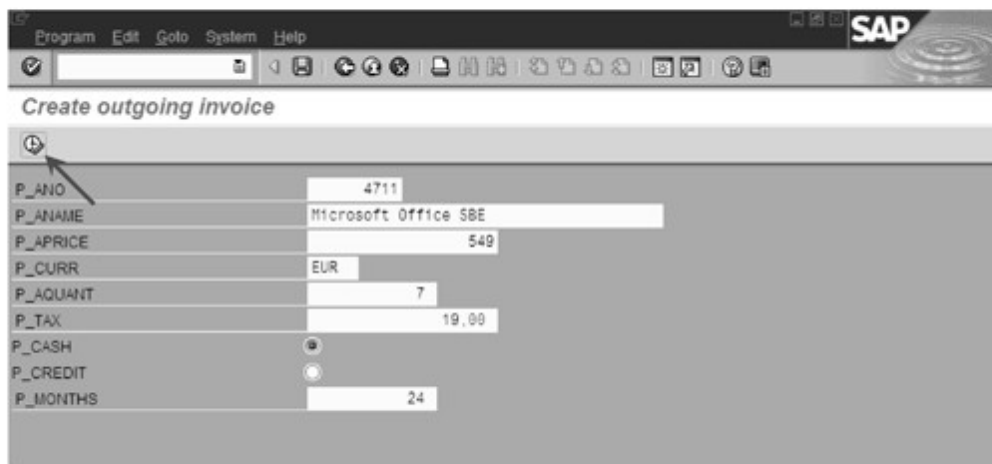 Program Edit Goto System Help
SAP
Create outgoing invoice
P_ANO 4711
P_ANAME Microsoft Office SBE
P_APRICE 549
P_CURR EUR
P_AQUANT 7
P_TAX 19,00
P_CASH
P_CREDIT
P_MONTHS 24